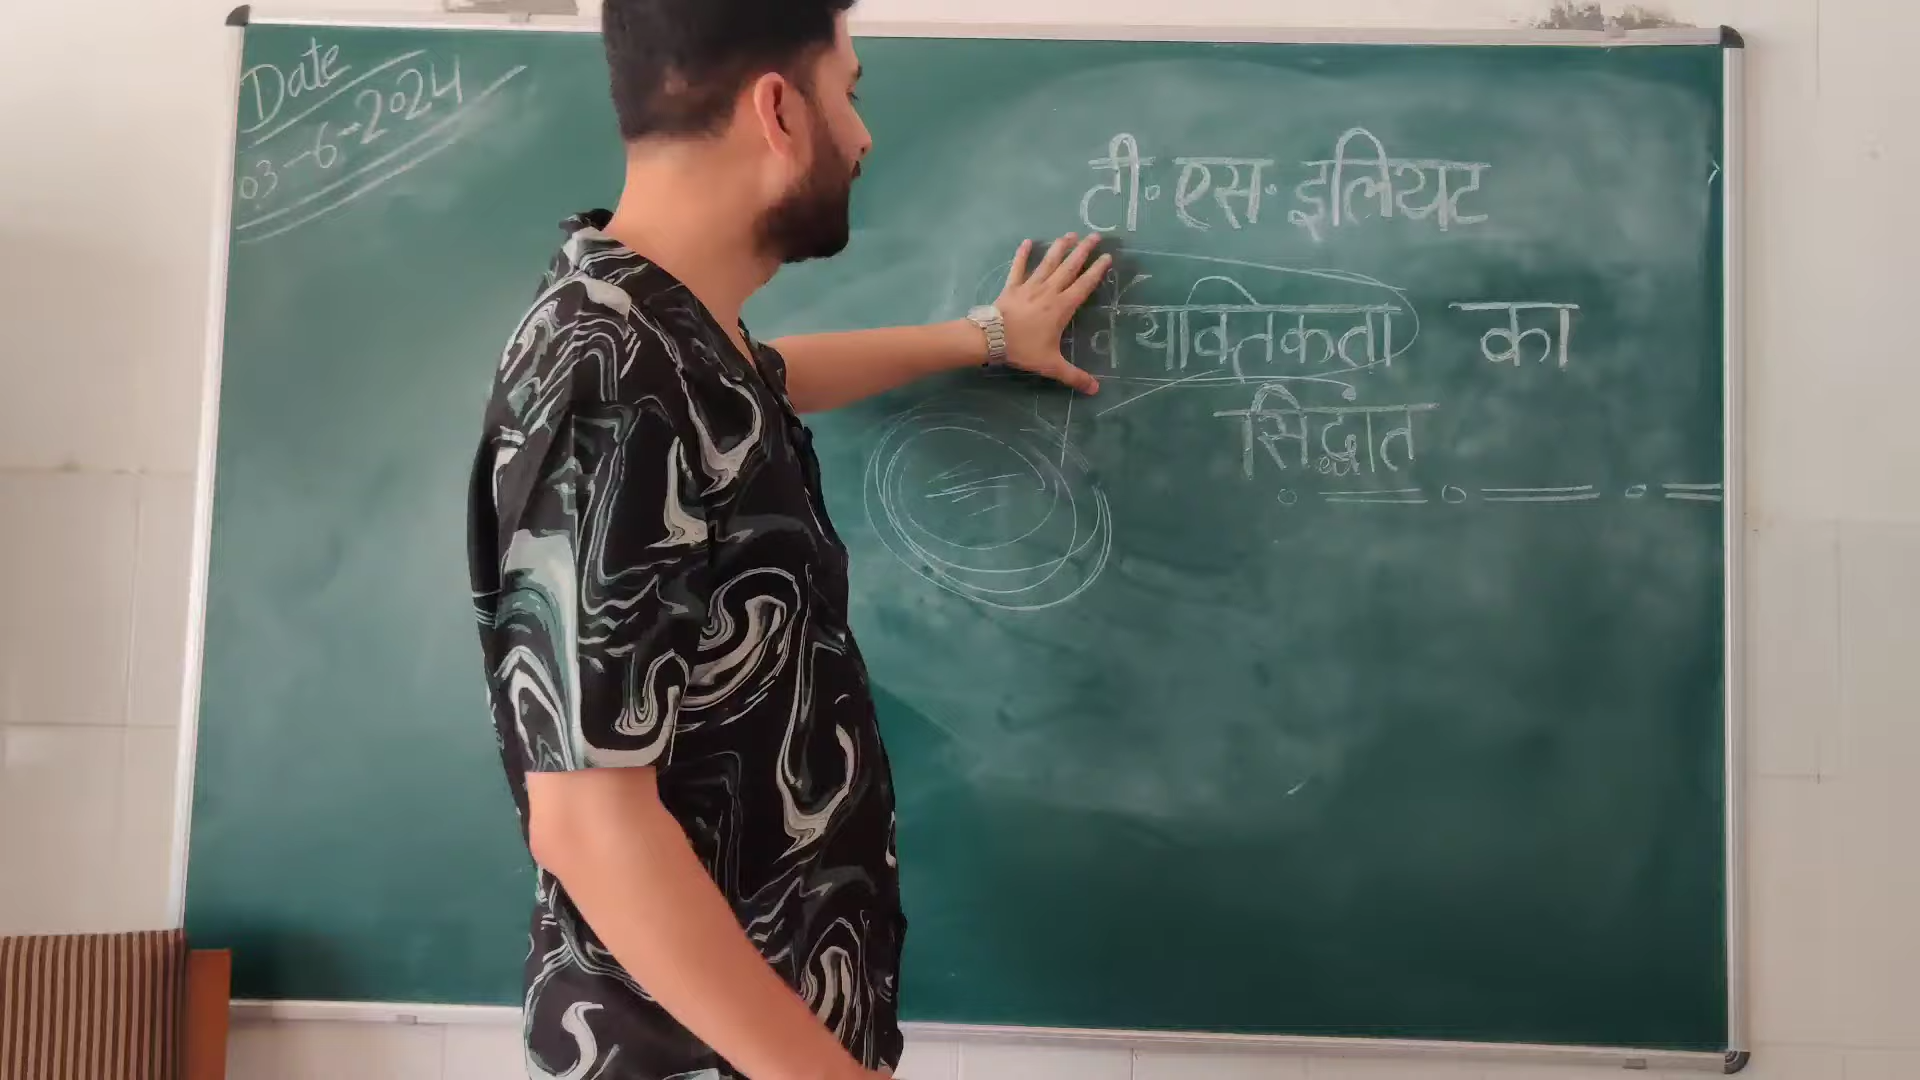 Date
03-6-2024
टी. एस. इलियट
वैयक्तिकता का
सिद्धांत